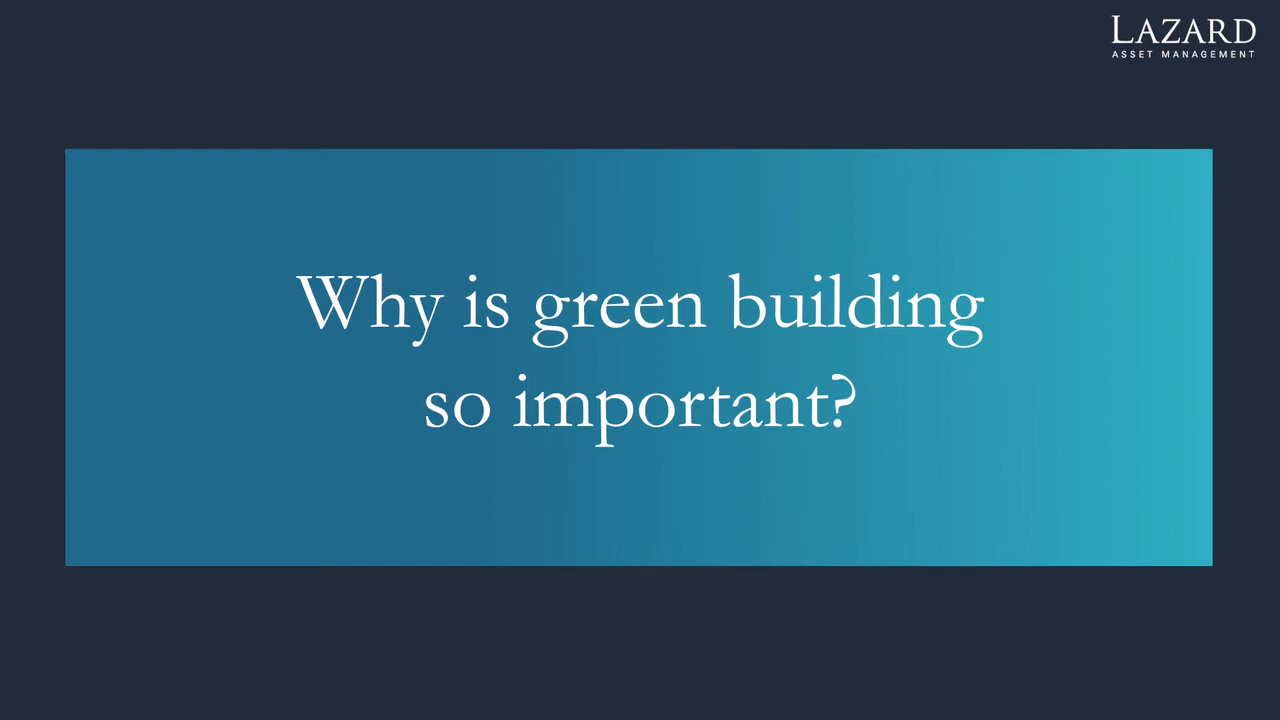 LAZARD
ASSET MANAGEMENT
Why is green building
so important?